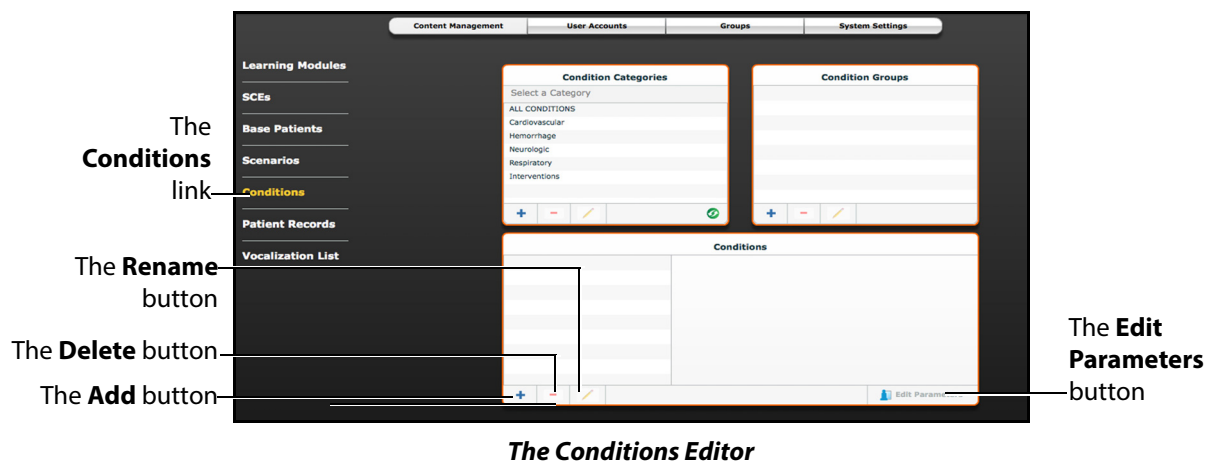 Content Management
User Accounts
Groups
System Settings
Learning Modules
SCEs
Base Patients
Scenarios
Conditions
Patient Records
Vocalization List
Condition Categories
Select a Category
ALL CONDITIONS
Cardiovascular
Hemorrhage
Neurologic
Respiratory
Interventions
Condition Groups
Conditions
Edit Parameters
The
Conditions
link
The Rename
button
The Delete button
The Add button
The Edit
Parameters
button
The Conditions Editor